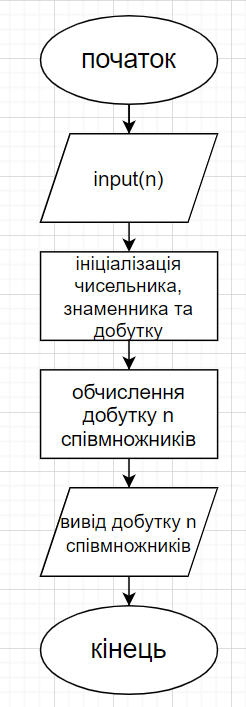 початок
input(n)
ініціалізація
чисельника,
знаменника та
добутку
обчислення
добутку n
співмножників
вивід добутку n
співмножників
кінець